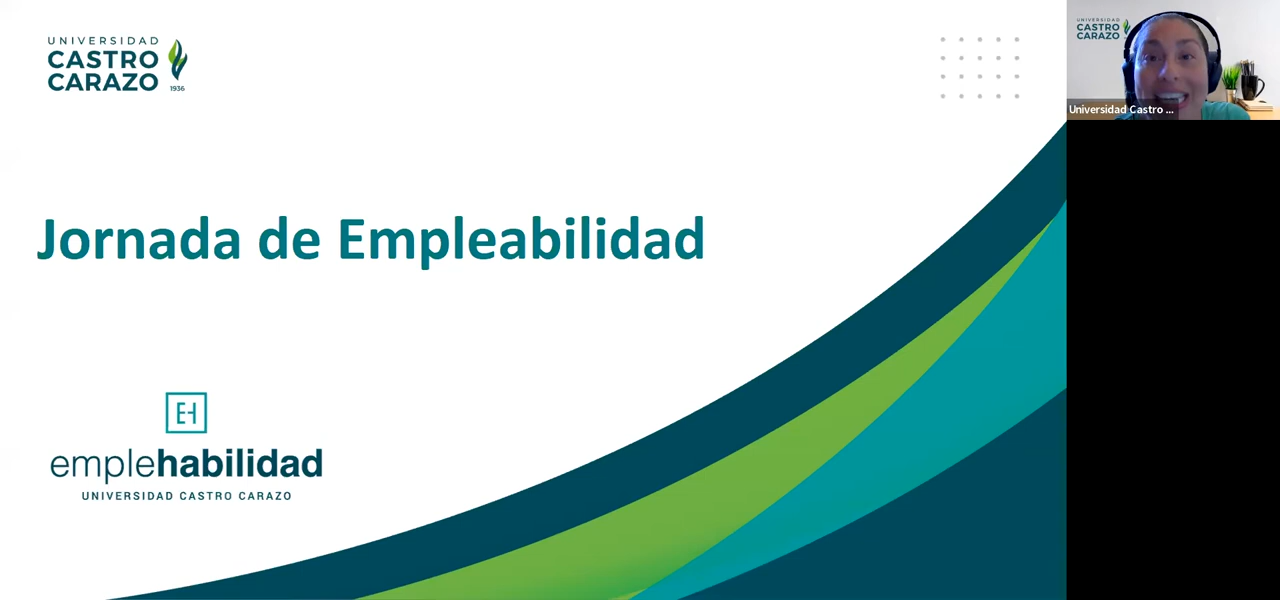 UNIVERSIDAD
CASTRO
CARAZO
1936
Jornada de Empleabilidad
EH
emplehabilidad
UNIVERSIDAD CASTRO CARAZO
UNIVERSIDAD
CASTRO
CARAZO
Universidad Castro ...